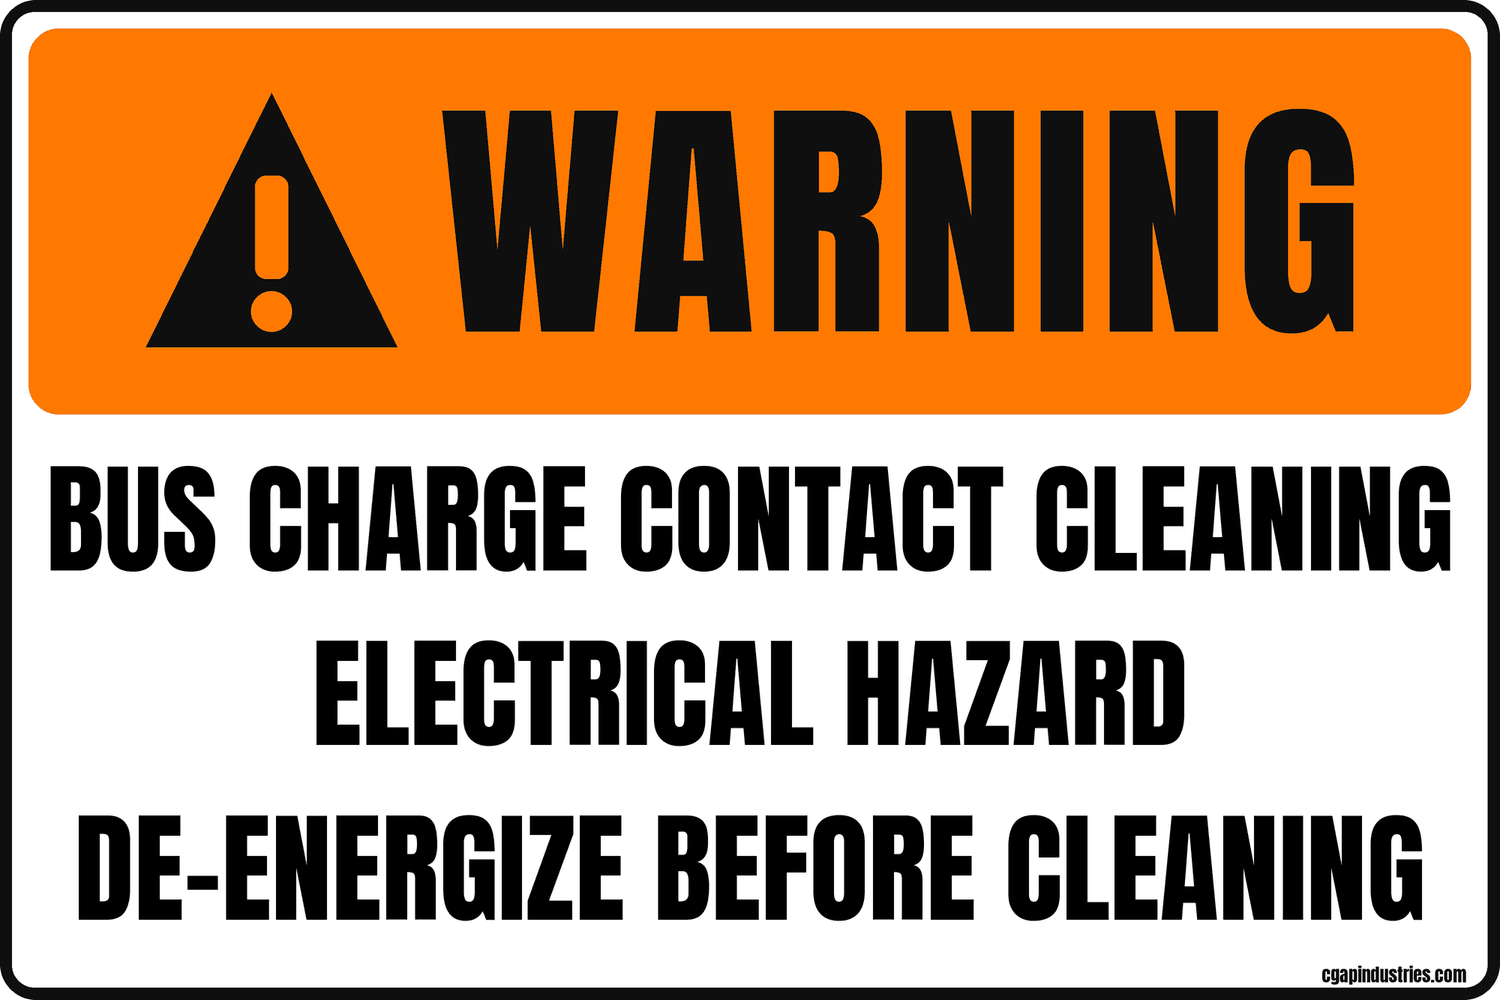 WARNING
BUS CHARGE CONTACT CLEANING
ELECTRICAL HAZARD
DE-ENERGIZE BEFORE CLEANING
cgapindustries.com